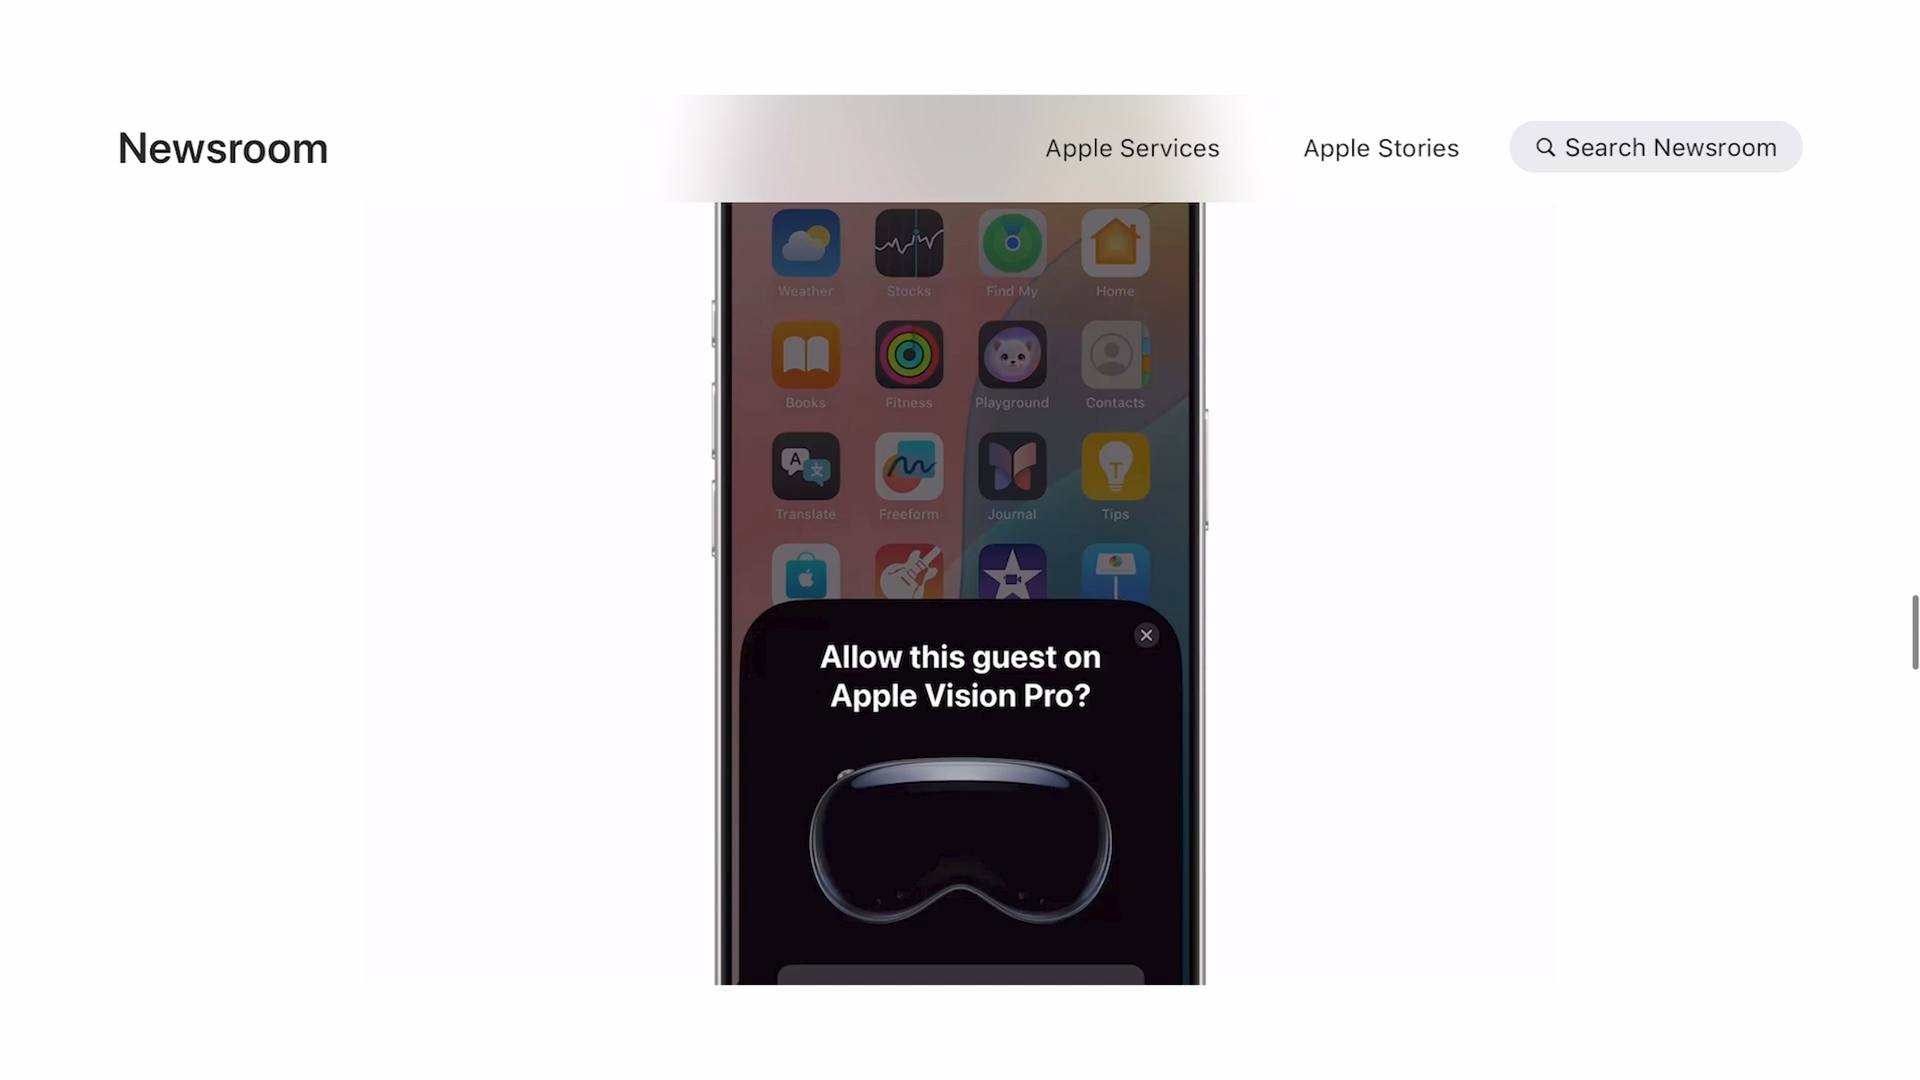 Newsroom
Apple Services
Apple Stories
Search Newsroom
Weather
Stocks
Find My
Home
Books
Fitness
Playground
Contacts
A
文
Translate
Freeform
Journal
T
Tips
Allow this guest on
Apple Vision Pro?